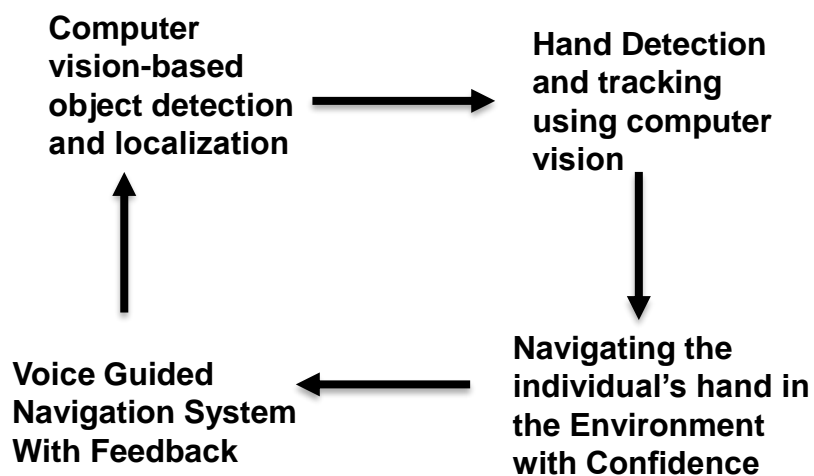 Computer
vision-based
object detection
and localization
Hand Detection
and tracking
using computer
vision
Navigating the
individual’s hand in
the Environment
with Confidence
Voice Guided
Navigation System
With Feedback